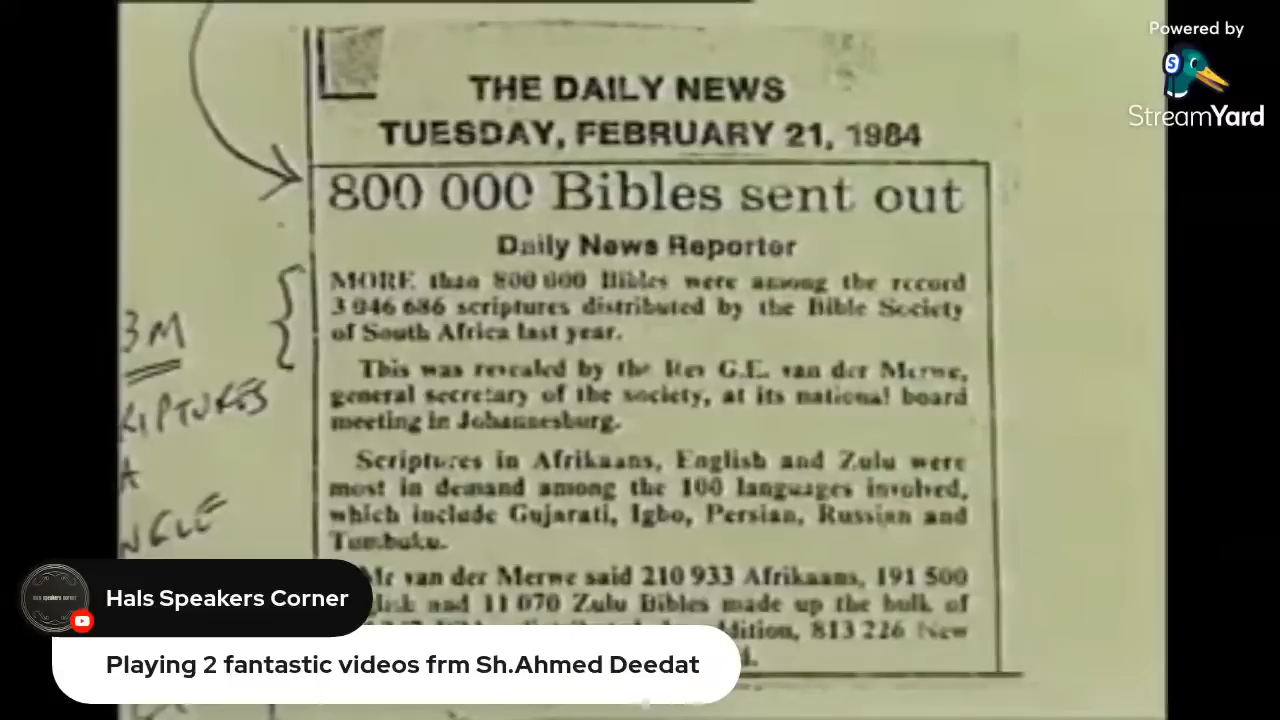 Powered by
StreamYard
THE DAILY NEWS
TUESDAY, FEBRUARY 21, 1984
800 000 Bibles sent out
Daily News Reporter
MORE than 800 000 Bibles were among the record
3 046 686 scriptures distributed by the Bible Society
of South Africa last year.
This was revealed by the Rev G.E. van der Merwe,
general secretary of the society, at its national board
meeting in Johannesburg.
Scriptures in Afrikaans, English and Zulu were
most in demand among the 100 languages involved,
which include Gujarati, Igbo, Persian, Russian and
Tumbuku.
Mr van der Merwe said 210 933 Afrikaans, 191 500
and 11 070 Zulu Bibles made up the bulk of
813 226 New
3M
RIPTURES
A
NGLE
Hals Speakers Corner
Playing 2 fantastic videos frm Sh.Ahmed Deedat